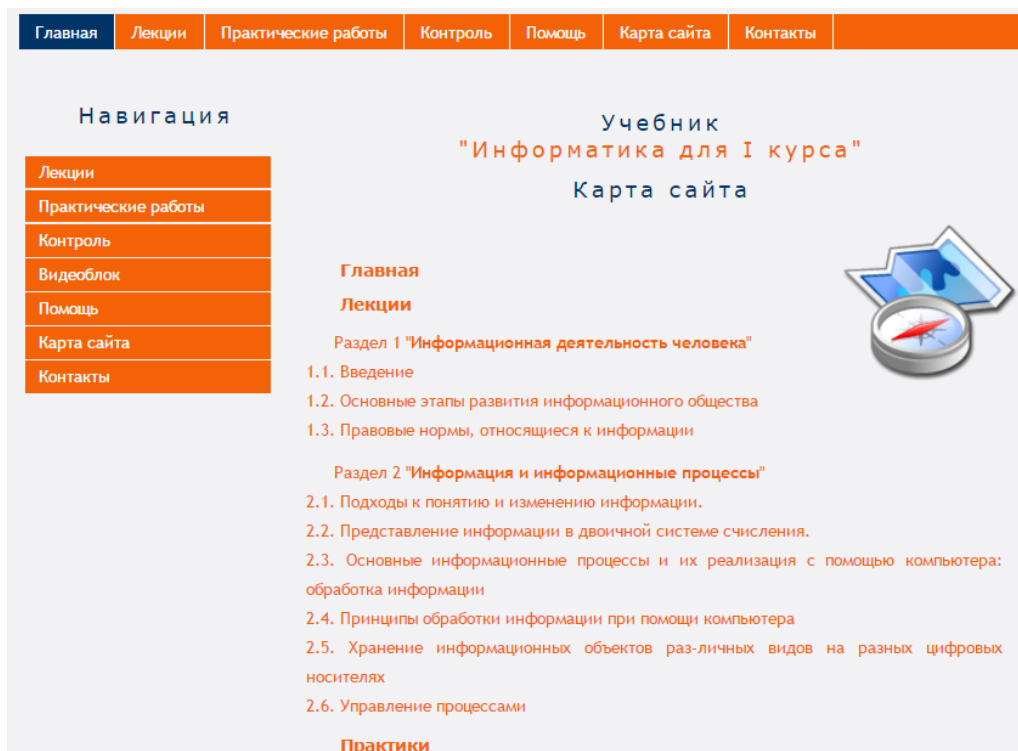 Главная Лекции Практические работы Контроль Помощь Карта сайта Контакты
Навигация
Лекции
Практические работы
Контроль
Видеоблок
Помощь
Карта сайта
Контакты
Учебник
"Информатика для I курса"
Карта сайта
Главная
Лекции
Раздел 1 "Информационная деятельность человека"
1.1. Введение
1.2. Основные этапы развития информационного общества
1.3. Правовые нормы, относящиеся к информации
Раздел 2 "Информация и информационные процессы"
2.1. Подходы к понятию и изменению информации.
2.2. Представление информации в двоичной системе счисления.
2.3. Основные информационные процессы и их реализация с помощью компьютера:
обработка информации
2.4. Принципы обработки информации при помощи компьютера
2.5. Хранение информационных объектов раз-личных видов на разных цифровых
носителях
2.6. Управление процессами
Практики